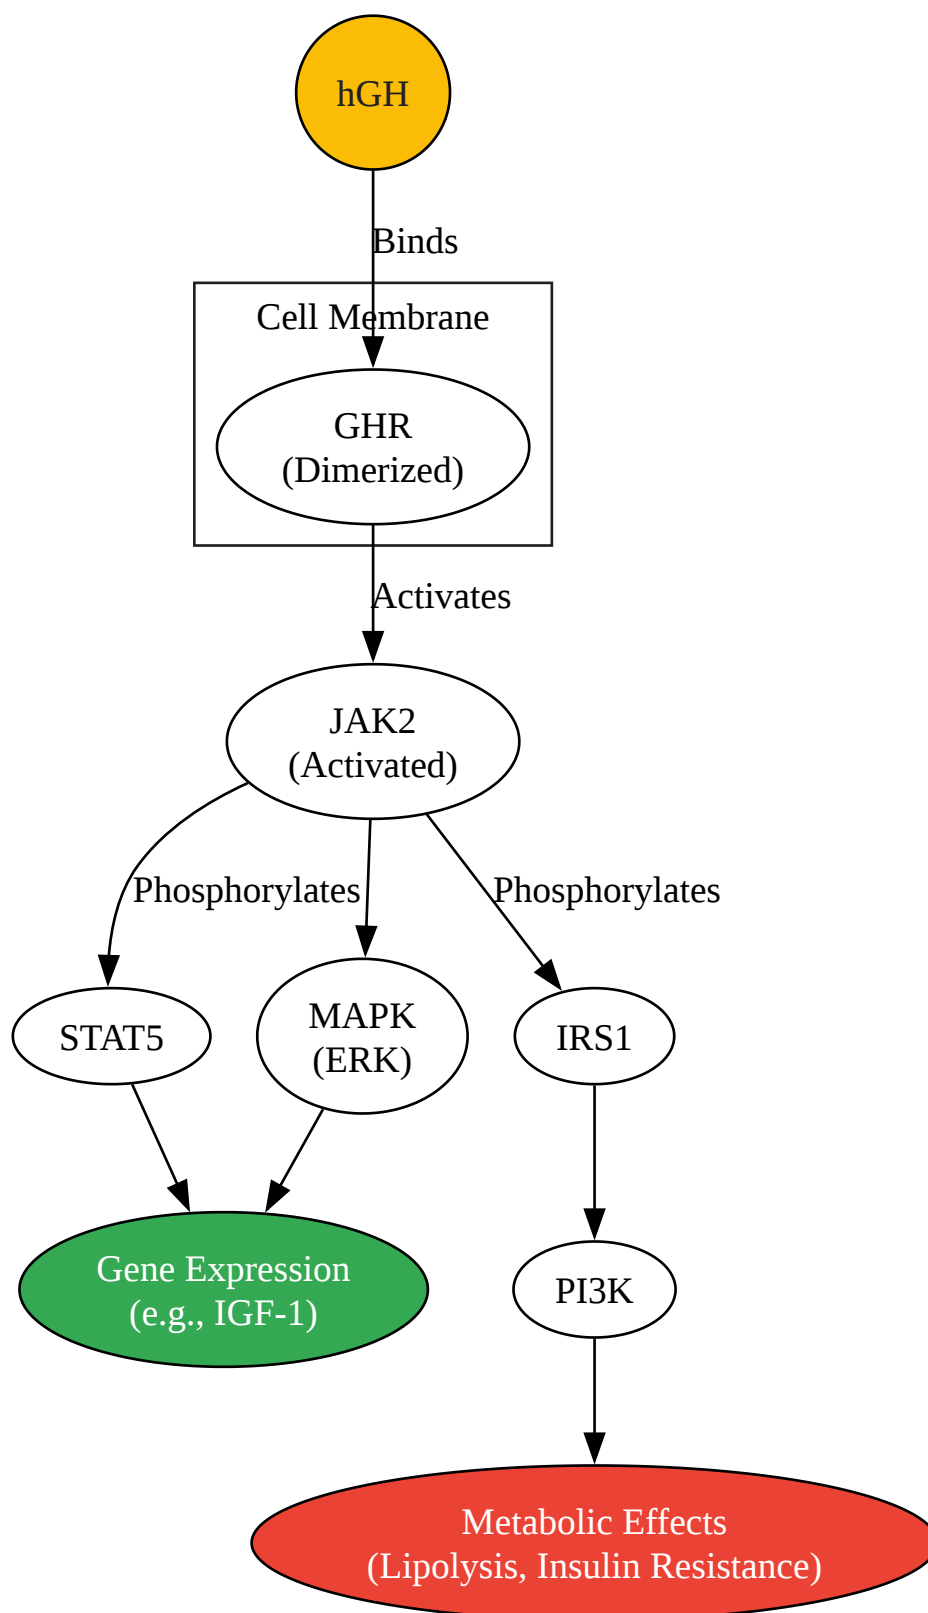 hGH
Binds
Cell Membrane
GHR
(Dimerized)
Activates
JAK2
(Activated)
Phosphorylates
Phosphorylates
STAT5
MAPK
(ERK)
IRS1
Gene Expression
(e.g., IGF-1)
PI3K
Metabolic Effects
(Lipolysis, Insulin Resistance)